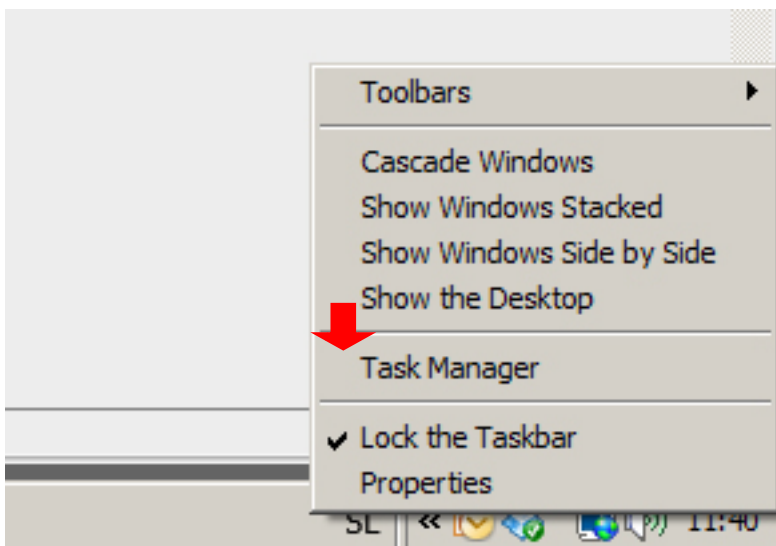 Toolbars
Cascade Windows
Show Windows Stacked
Show Windows Side by Side
Show the Desktop
Task Manager
Lock the Taskbar
Properties
SL « 11:40